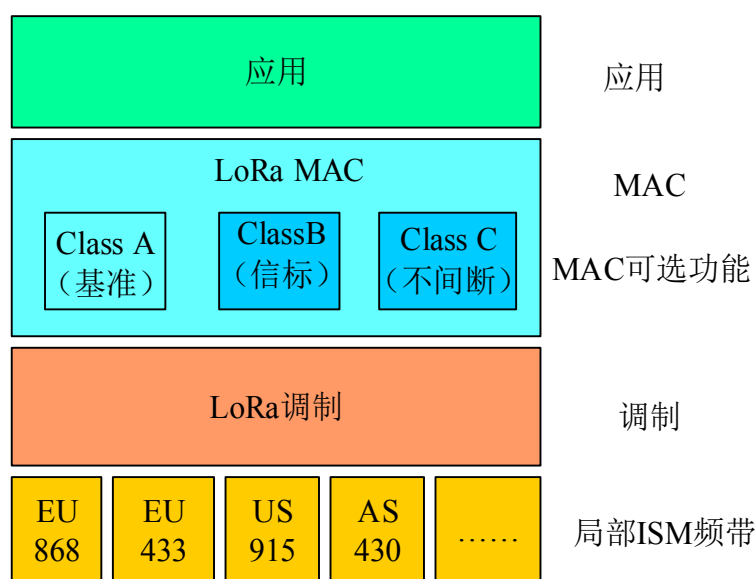 应用
应用
LoRa MAC
MAC
Class A
（基准）
ClassB
（信标）
Class C
（不间断）
MAC可选功能
LoRa调制
调制
EU
868
EU
433
US
915
AS
430
……
局部ISM频带